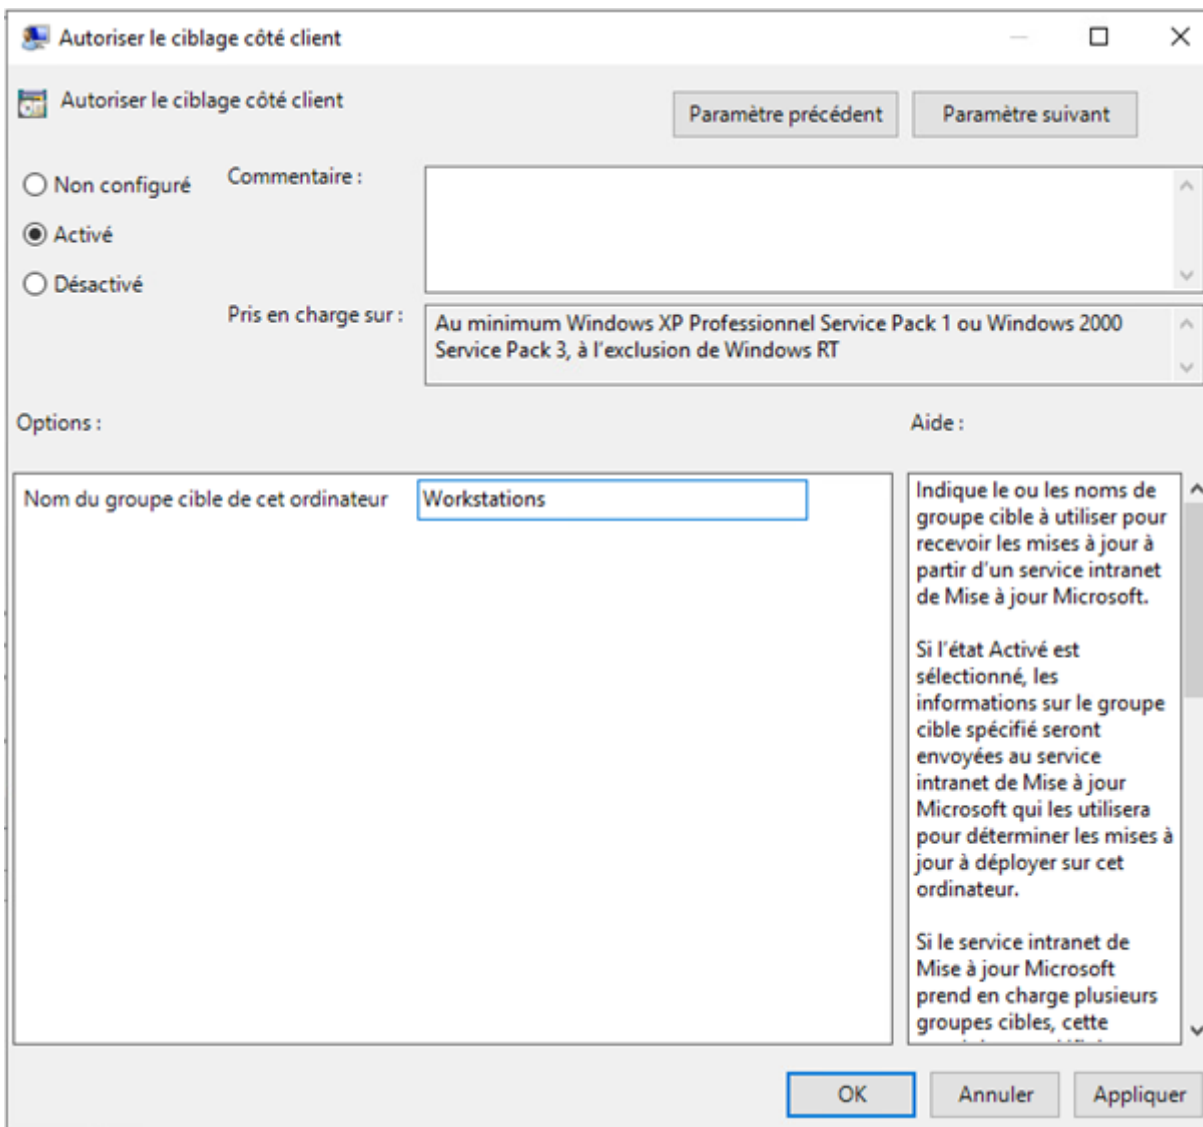 Autoriser le ciblage côté client
Autoriser le ciblage côté client
Paramètre précédent
Paramètre suivant
Non configuré
Commentaire :
Activé
Désactivé
Pris en charge sur :
Au minimum Windows XP Professionnel Service Pack 1 ou Windows 2000
Service Pack 3, à l'exclusion de Windows RT
Options :
Aide :
Nom du groupe cible de cet ordinateur
Workstations
Indique le ou les noms de
groupe cible à utiliser pour
recevoir les mises à jour à
partir d'un service intranet
de Mise à jour Microsoft.
Si l'état Activé est
sélectionné, les
informations sur le groupe
cible spécifié seront
envoyées au service
intranet de Mise à jour
Microsoft qui les utilisera
pour déterminer les mises à
jour à déployer sur cet
ordinateur.
Si le service intranet de
Mise à jour Microsoft
prend en charge plusieurs
groupes cibles, cette
OK
Annuler
Appliquer